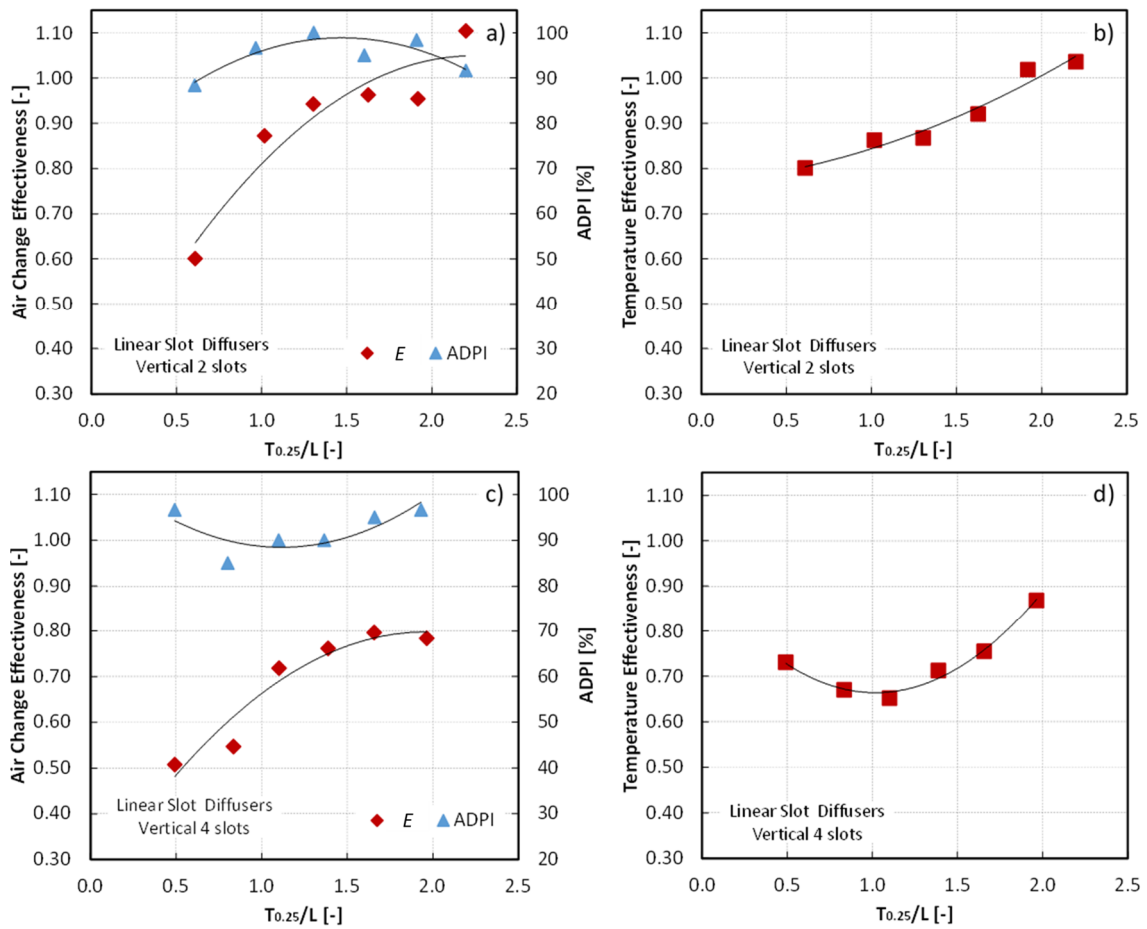 a)
1.10
1.00
0.90
0.80
0.70
0.60
0.50
0.40
0.30
Air Change Effectiveness [-]
100
90
80
70
60
50
40
30
20
ADPI [%]
Linear Slot Diffusers
Vertical 2 slots
E ADPI
0.0 0.5 1.0 1.5 2.0 2.5
T0.25/L [-]
b)
1.10
1.00
0.90
0.80
0.70
0.60
0.50
0.40
0.30
Temperature Effectiveness [-]
Linear Slot Diffusers
Vertical 2 slots
0.0 0.5 1.0 1.5 2.0 2.5
T0.25/L [-]
c)
1.10
1.00
0.90
0.80
0.70
0.60
0.50
0.40
0.30
Air Change Effectiveness [-]
100
90
80
70
60
50
40
30
20
ADPI [%]
Linear Slot Diffusers
Vertical 4 slots
E ADPI
0.0 0.5 1.0 1.5 2.0 2.5
T0.25/L [-]
d)
1.10
1.00
0.90
0.80
0.70
0.60
0.50
0.40
0.30
Temperature Effectiveness [-]
Linear Slot Diffusers
Vertical 4 slots
0.0 0.5 1.0 1.5 2.0 2.5
T0.25/L [-]